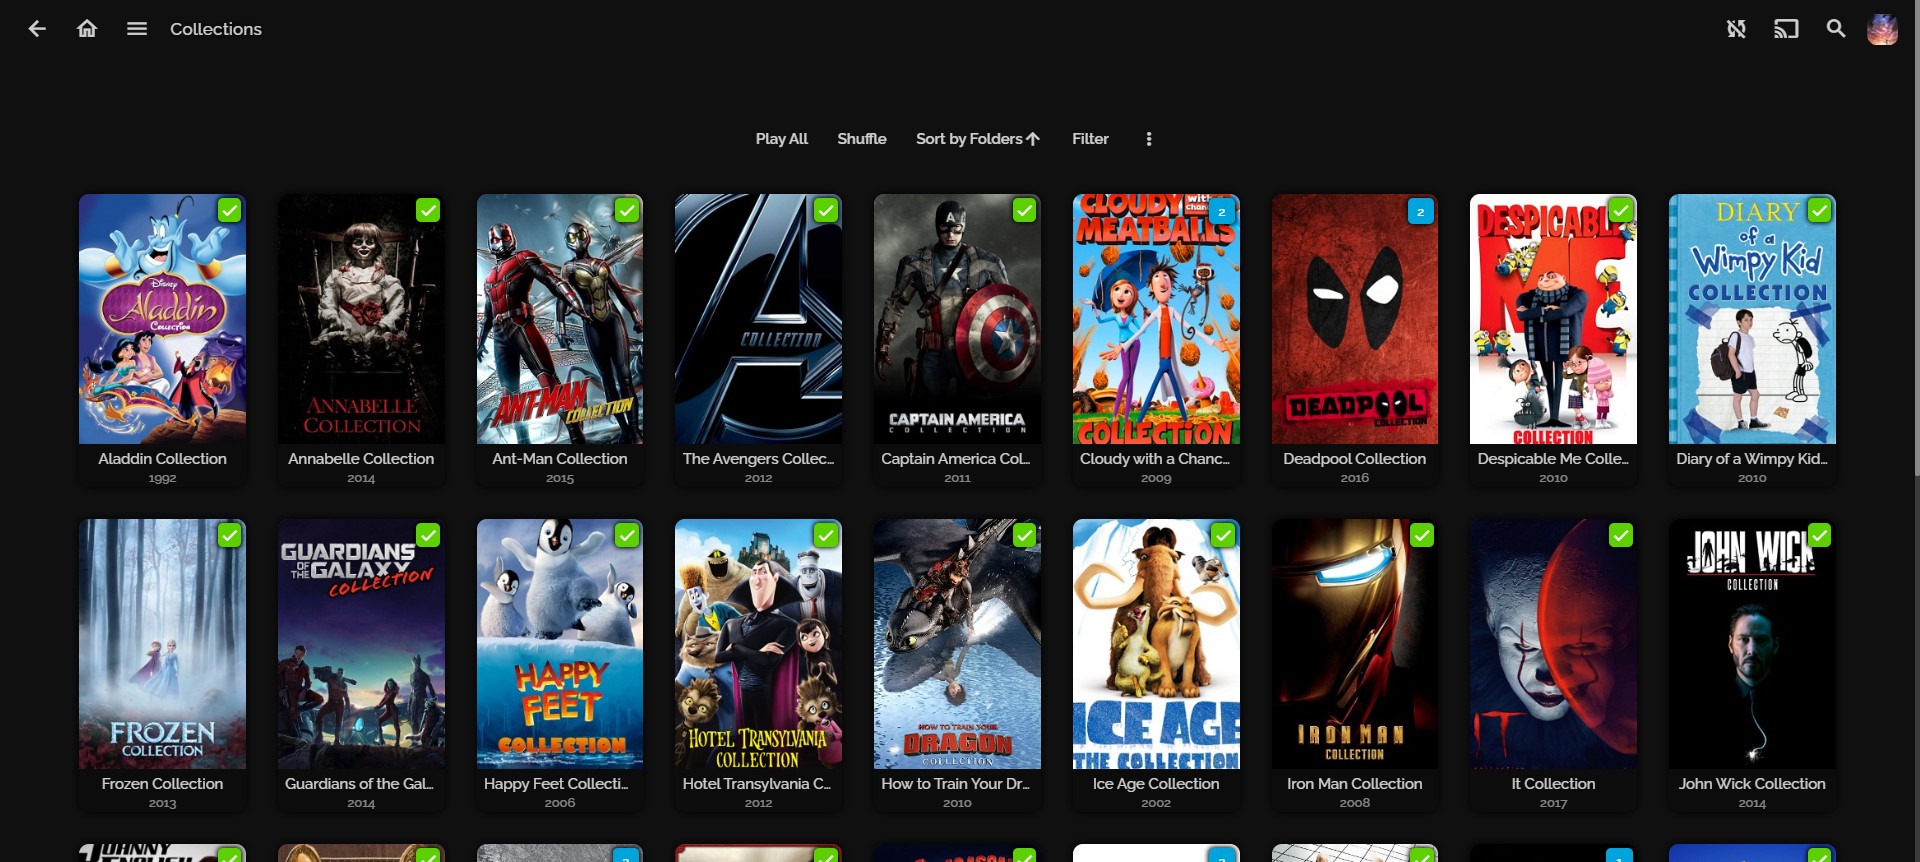 Collections
Play All
Shuffle
Sort by Folders
Filter
Disney
Aladdin
Collection
ANNABELLE
COLLECTION
ANT-MAN
COLLECTION
COLLECTION
A
CAPTAIN AMERICA
COLLECTION
CLOUDY
with
MEATBALLS
COLLECTION
2
DEADPOOL
COLLECTION
2
DESPICABLE
ME
COLLECTION
DIARY
of a
Wimpy Kid
COLLECTION
Aladdin Collection
1992
Annabelle Collection
2014
Ant-Man Collection
2015
The Avengers Collec...
2012
Captain America Col...
2011
Cloudy with a Chanc...
2009
Deadpool Collection
2016
Despicable Me Colle...
2010
Diary of a Wimpy Kid...
2010
FROZEN
COLLECTION
GUARDIANS
OF THE
GALAXY
COLLECTION
HAPPY
FEET
COLLECTION
HOTEL TRANSYLVANIA
COLLECTION
HOW TO TRAIN YOUR
DRAGON
COLLECTION
ICE AGE
THE COLLECTION
IRON MAN
COLLECTION
IT
JOHN WICK
COLLECTION
Frozen Collection
2013
Guardians of the Gal...
2014
Happy Feet Collecti...
2006
Hotel Transylvania C...
2012
How to Train Your Dr...
2010
Ice Age Collection
2002
Iron Man Collection
2008
It Collection
2017
John Wick Collection
2014